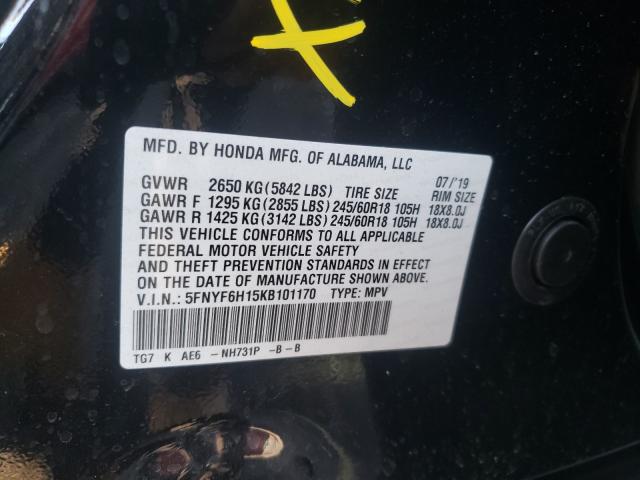 MFD. BY HONDA MFG. OF ALABAMA, LLC
07/'19
GVWR 2650 KG(5842 LBS) TIRE SIZE RIM SIZE
GAWR F 1295 KG(2855 LBS)245/60R18 105H 18X8.0J
GAWR R 1425 KG(3142 LBS)245/60R18 105H 18X8.0J
THIS VEHICLE CONFORMS TO ALL APPLICABLE
FEDERAL MOTOR VEHICLE SAFETY
AND THEFT PREVENTION STANDARDS IN EFFECT
ON THE DATE OF MANUFACTURE SHOWN ABOVE.
V.I.N.: 5FNYF6H15KB101170 TYPE: MPV
TG7 K AE6 -NH731P -B-B